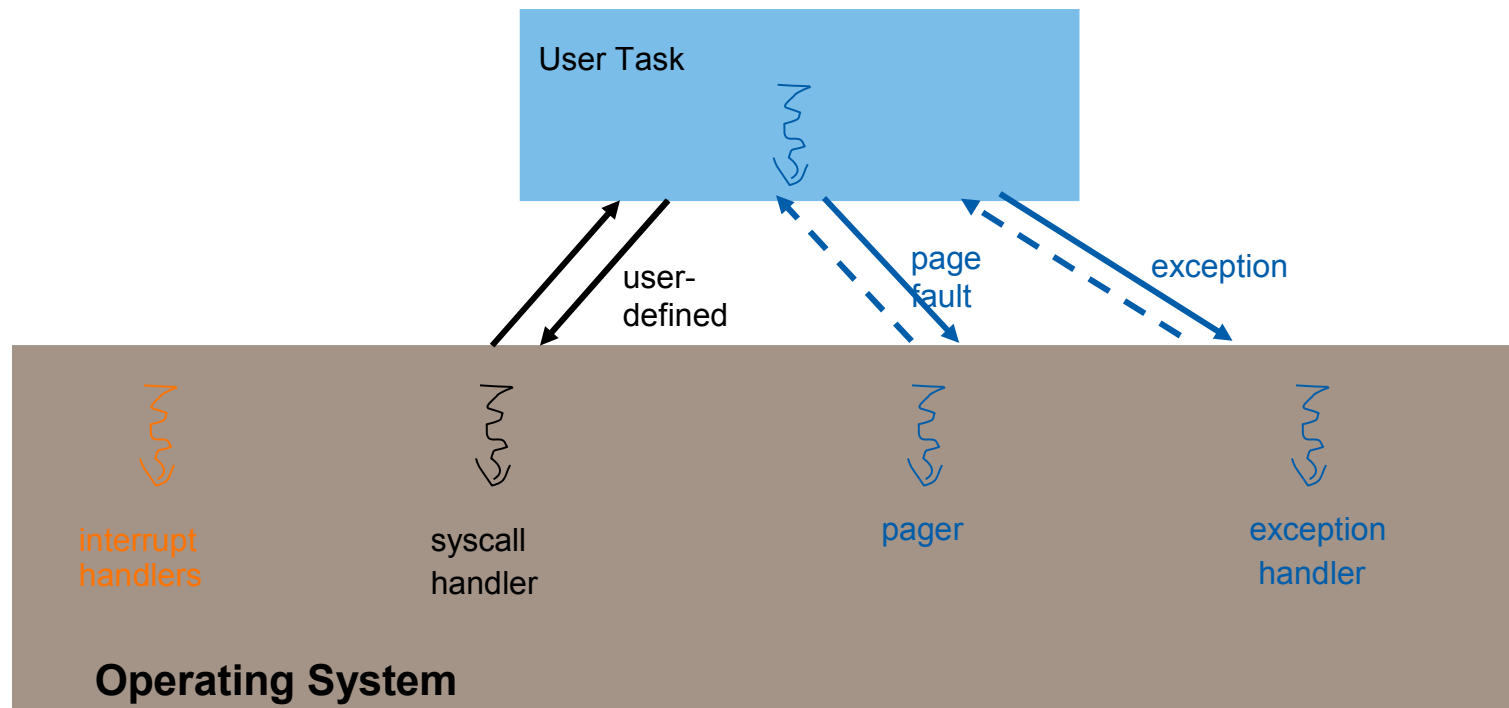 User Task
user-
defined
page
fault
exception
interrupt
handlers
syscall
handler
pager
exception
handler
Operating System